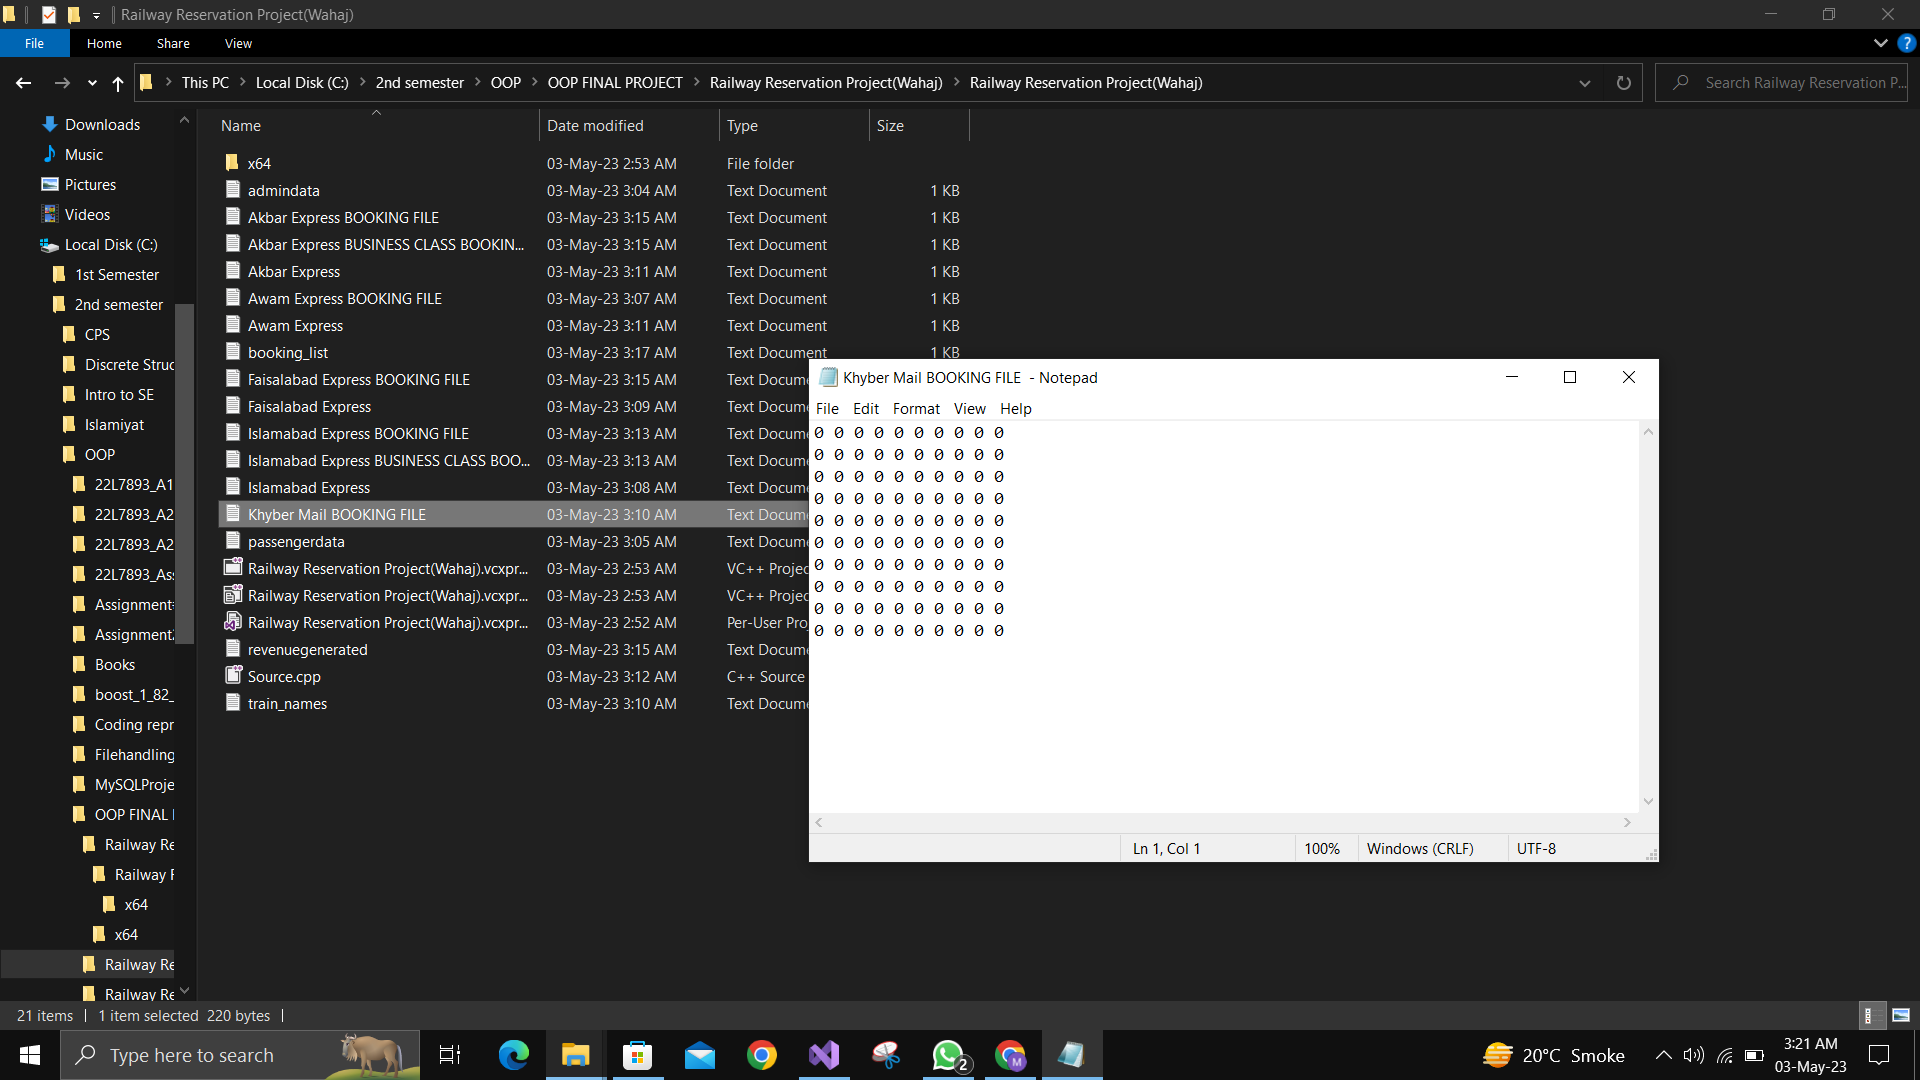 Railway Reservation Project(Wahaj)
File Home Share View
This PC Local Disk (C:) 2nd semester OOP OOP FINAL PROJECT Railway Reservation Project(Wahaj) Railway Reservation Project(Wahaj)
Search Railway Reservation P...
Downloads
Music
Pictures
Videos
Local Disk (C:)
1st Semester
2nd semester
CPS
Discrete Struc
Intro to SE
Islamiyat
OOP
22L7893_A1
22L7893_A2
22L7893_A2
22L7893_Ass
Assignment
Assignment2
Books
boost_1_82_
Coding repr
Filehandling
MySQLProje
OOP FINAL
Railway Re
Railway
x64
x64
Railway Re
Railway Re
Name Date modified Type Size
x64 03-May-23 2:53 AM File folder
admindata 03-May-23 3:04 AM Text Document 1 KB
Akbar Express BOOKING FILE 03-May-23 3:15 AM Text Document 1 KB
Akbar Express BUSINESS CLASS BOOKIN... 03-May-23 3:15 AM Text Document 1 KB
Akbar Express 03-May-23 3:11 AM Text Document 1 KB
Awam Express BOOKING FILE 03-May-23 3:07 AM Text Document 1 KB
Awam Express 03-May-23 3:11 AM Text Document 1 KB
booking_list 03-May-23 3:17 AM Text Document 1 KB
Faisalabad Express BOOKING FILE 03-May-23 3:15 AM Text Docum
Faisalabad Express 03-May-23 3:09 AM Text Docum
Islamabad Express BOOKING FILE 03-May-23 3:13 AM Text Docum
Islamabad Express BUSINESS CLASS BOO... 03-May-23 3:13 AM Text Docum
Islamabad Express 03-May-23 3:08 AM Text Docum
Khyber Mail BOOKING FILE 03-May-23 3:10 AM Text Docum
passengerdata 03-May-23 3:05 AM Text Docum
Railway Reservation Project(Wahaj).vcxpr... 03-May-23 2:53 AM VC++ Projec
Railway Reservation Project(Wahaj).vcxpr... 03-May-23 2:53 AM VC++ Projec
Railway Reservation Project(Wahaj).vcxpr... 03-May-23 2:52 AM Per-User Pro
revenuegenerated 03-May-23 3:15 AM Text Docum
Source.cpp 03-May-23 3:12 AM C++ Source
train_names 03-May-23 3:10 AM Text Docum
Khyber Mail BOOKING FILE - Notepad
File Edit Format View Help
0 0 0 0 0 0 0 0 0 0
0 0 0 0 0 0 0 0 0 0
0 0 0 0 0 0 0 0 0 0
0 0 0 0 0 0 0 0 0 0
0 0 0 0 0 0 0 0 0 0
0 0 0 0 0 0 0 0 0 0
0 0 0 0 0 0 0 0 0 0
0 0 0 0 0 0 0 0 0 0
0 0 0 0 0 0 0 0 0 0
0 0 0 0 0 0 0 0 0 0
Ln 1, Col 1 100% Windows (CRLF) UTF-8
21 items 1 item selected 220 bytes
Type here to search
2
M
20°C Smoke
3:21 AM
03-May-23